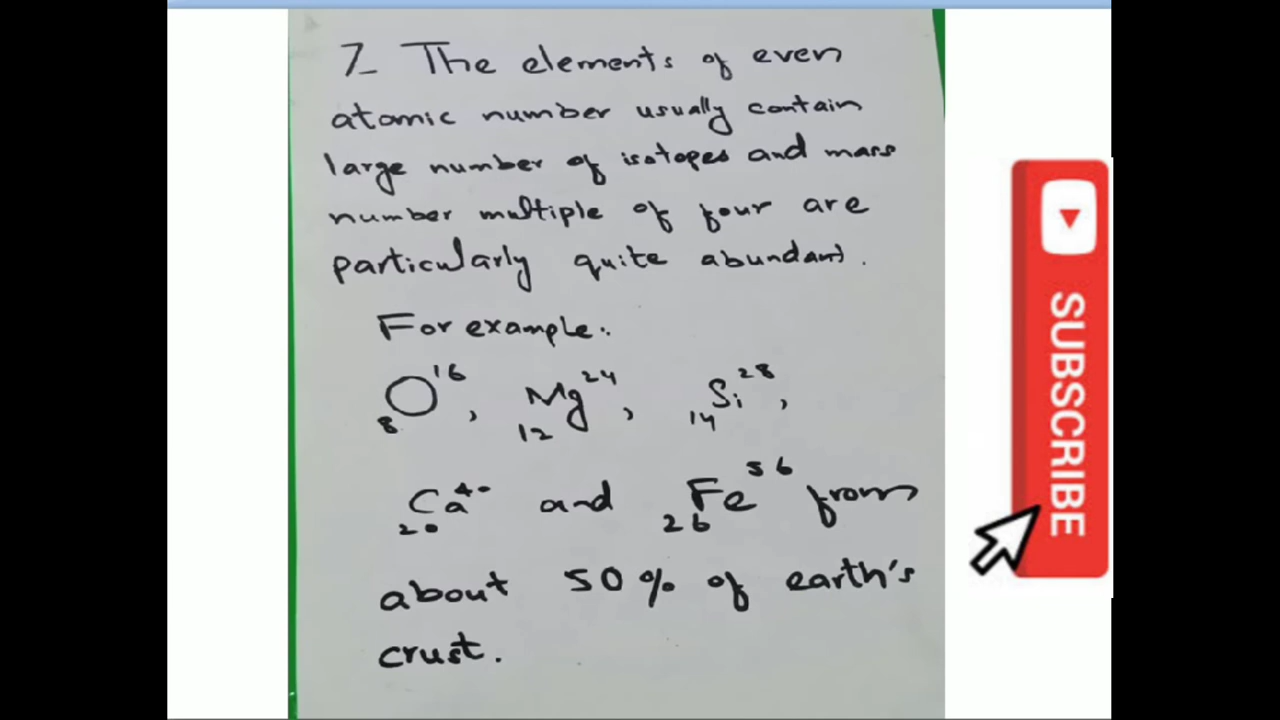 7 The elements of even
atomic number usually contain
large number of isotopes and mass
number multiple of four are
particularly quite abundant.
For example:.
₈O¹⁶, ₁₂Mg²⁴, ₁₄Si²⁸,
₂₀Ca⁴⁰ and ₂₆Fe⁵⁶ from
about 50% of earth's
crust.
SUBSCRIBE